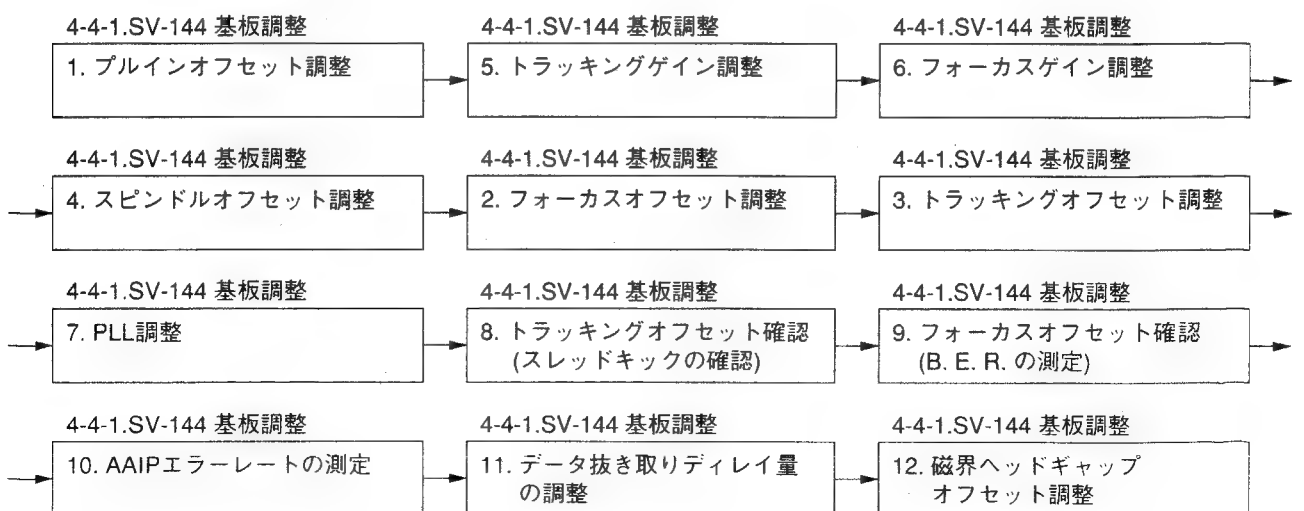 4-4-1.SV-144 基板調整
1. プルインオフセット調整
4-4-1.SV-144 基板調整
5. トラッキングゲイン調整
4-4-1.SV-144 基板調整
6. フォーカスゲイン調整
4-4-1.SV-144 基板調整
4. スピンドルオフセット調整
4-4-1.SV-144 基板調整
2. フォーカスオフセット調整
4-4-1.SV-144 基板調整
3. トラッキングオフセット調整
4-4-1.SV-144 基板調整
7. PLL調整
4-4-1.SV-144 基板調整
8. トラッキングオフセット確認
(スレッドキックの確認)
4-4-1.SV-144 基板調整
9. フォーカスオフセット確認
(B. E. R. の測定)
4-4-1.SV-144 基板調整
10. AAIPエラーレートの測定
4-4-1.SV-144 基板調整
11. データ抜き取りディレイ量
の調整
4-4-1.SV-144 基板調整
12. 磁界ヘッドギャップ
オフセット調整